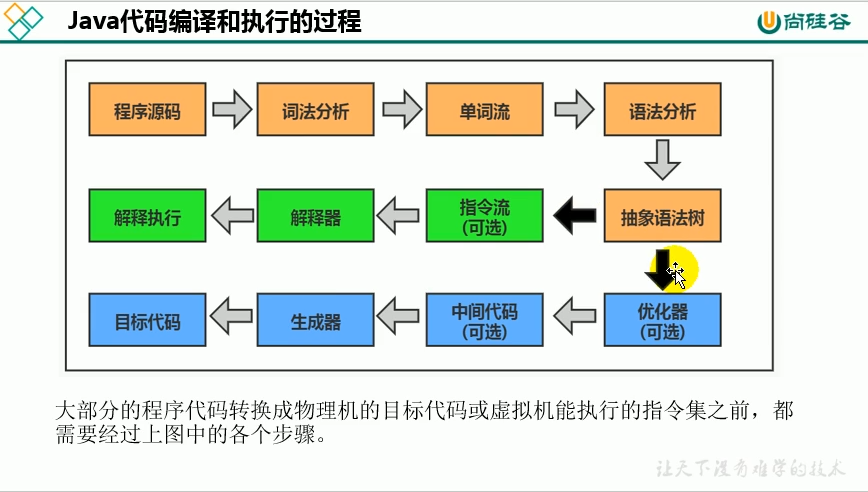 Java代码编译和执行的过程
尚硅谷
程序源码
词法分析
单词流
语法分析
解释执行
解释器
指令流
(可选)
抽象语法树
目标代码
生成器
中间代码
(可选)
优化器
(可选)
大部分的程序代码转换成物理机的目标代码或虚拟机能执行的指令集之前，都
需要经过上图中的各个步骤。
让天下没有难学的技术